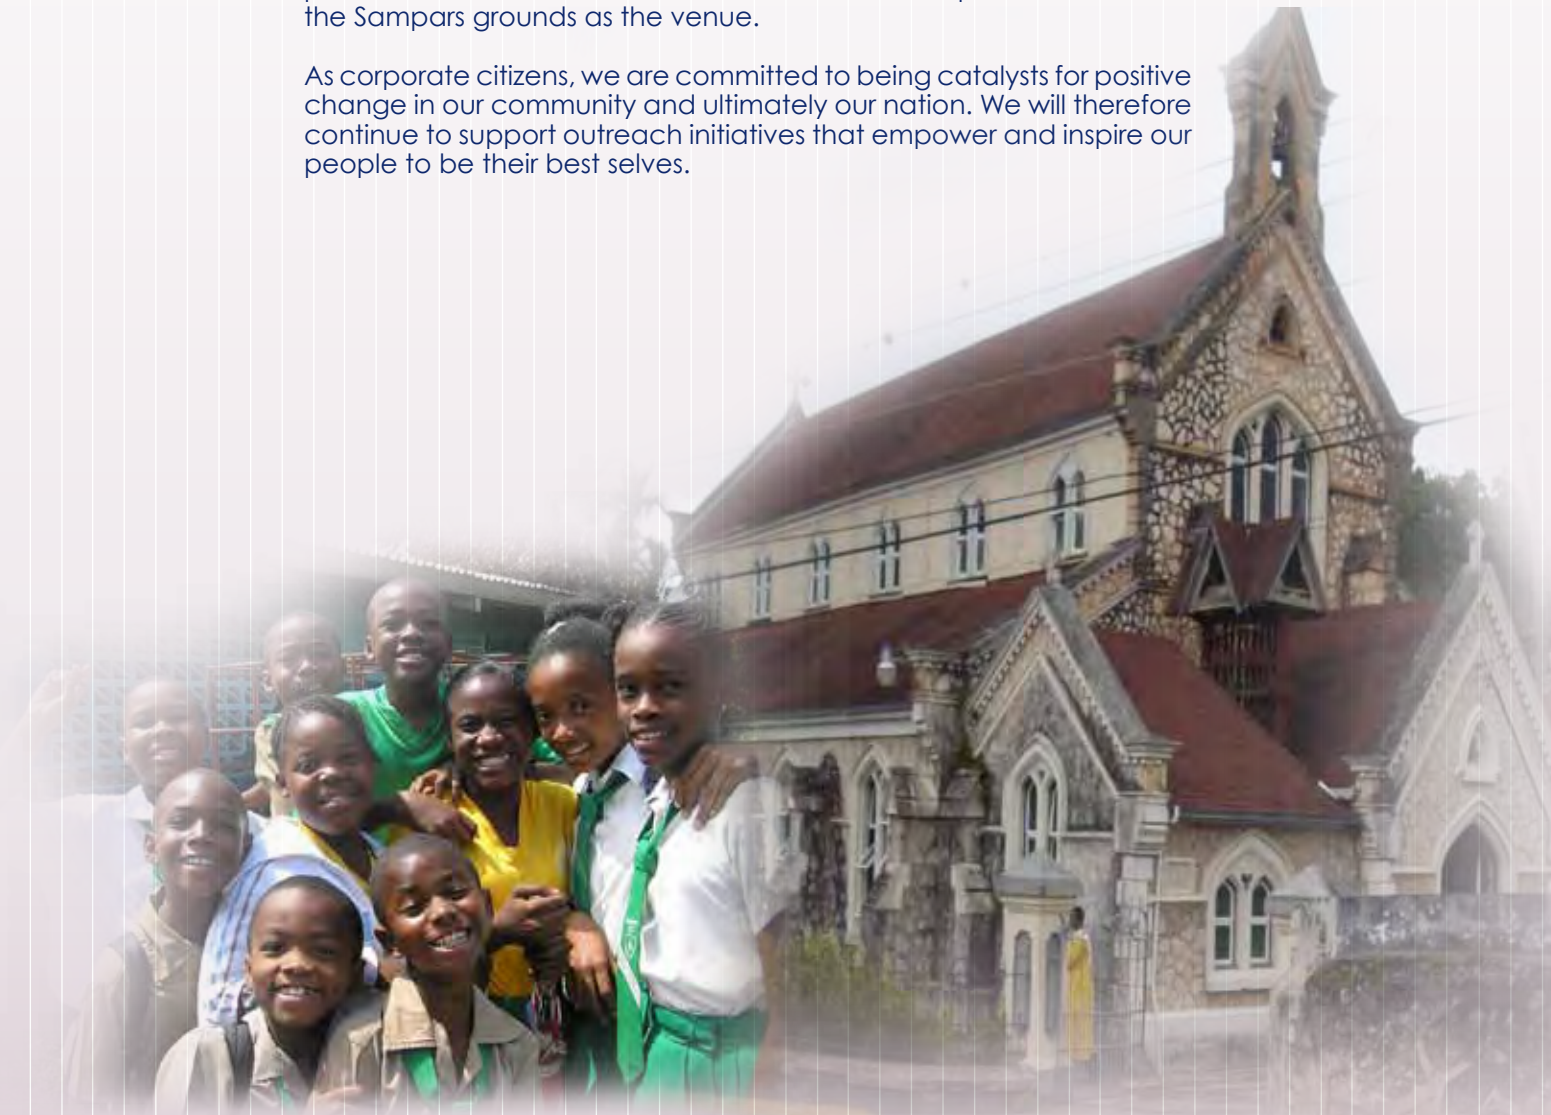 the Sampars grounds as the venue.
As corporate citizens, we are committed to being catalysts for positive
change in our community and ultimately our nation. We will therefore
continue to support outreach initiatives that empower and inspire our
people to be their best selves.